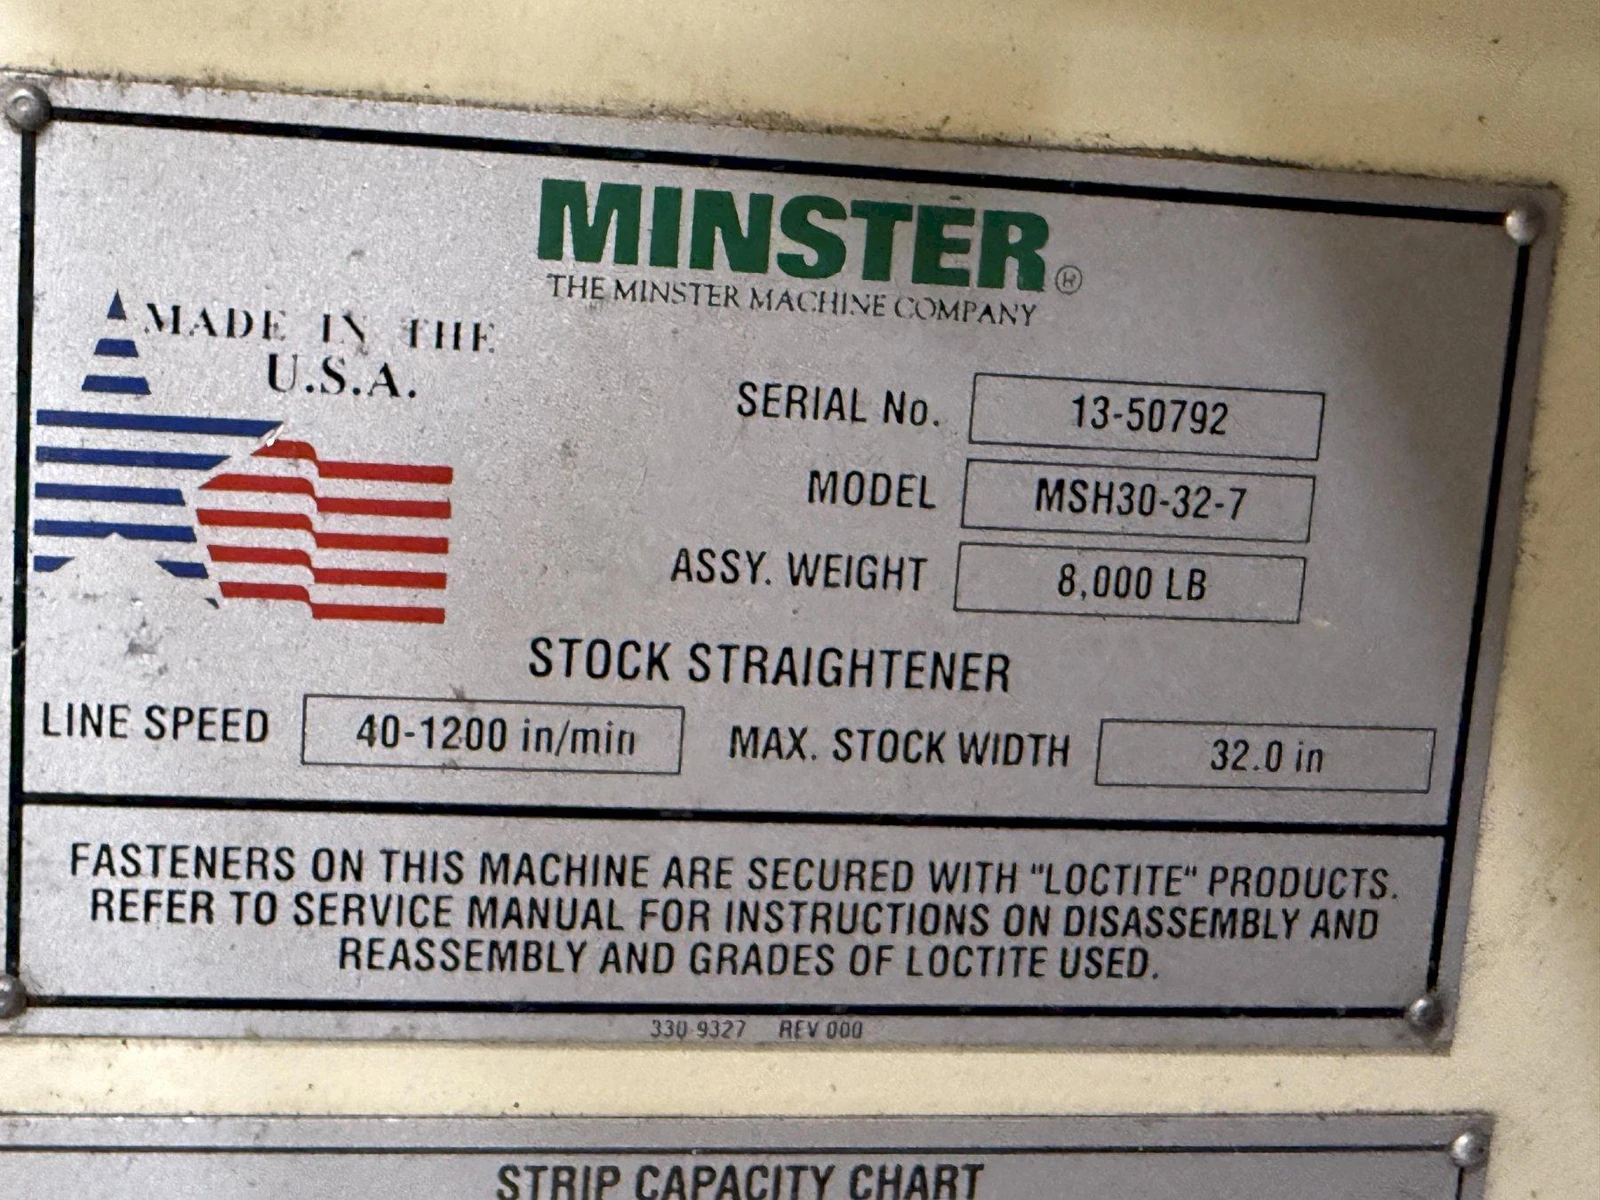 MINSTER®
THE MINSTER MACHINE COMPANY
MADE IN THE
U.S.A.
SERIAL No. 13-50792
MODEL MSH30-32-7
ASSY. WEIGHT 8,000 LB
STOCK STRAIGHTENER
LINE SPEED 40-1200 in/min MAX. STOCK WIDTH 32.0 in
FASTENERS ON THIS MACHINE ARE SECURED WITH "LOCTITE" PRODUCTS.
REFER TO SERVICE MANUAL FOR INSTRUCTIONS ON DISASSEMBLY AND
REASSEMBLY AND GRADES OF LOCTITE USED.
330-9327 REV 000
STRIP CAPACITY CHART